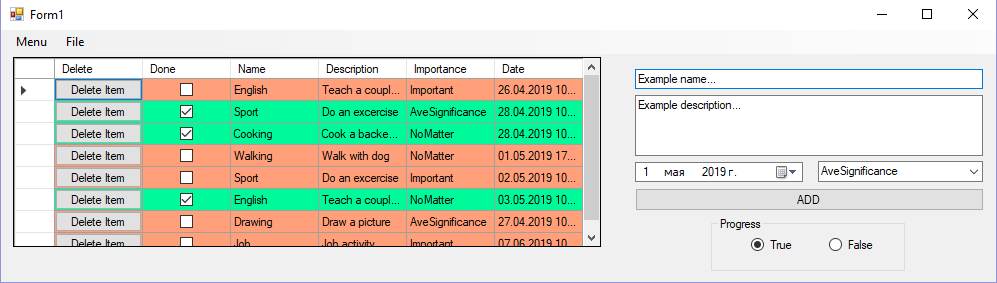 Form1
Menu File
Delete Done Name Description Importance Date
Delete Item English Teach a coupl... Important 26.04.2019 10...
Delete Item Sport Do an excercise AveSignificance 28.04.2019 10...
Delete Item Cooking Cook a backe... NoMatter 28.04.2019 10...
Delete Item Walking Walk with dog NoMatter 01.05.2019 17...
Delete Item Sport Do an excercise Important 02.05.2019 10...
Delete Item English Teach a coupl... NoMatter 03.05.2019 10...
Delete Item Drawing Draw a picture AveSignificance 27.04.2019 10...
Delete Item Job Job activity Important 07.06.2019 10...
Example name...
Example description...
1 мая 2019 г. AveSignificance
ADD
Progress
True False